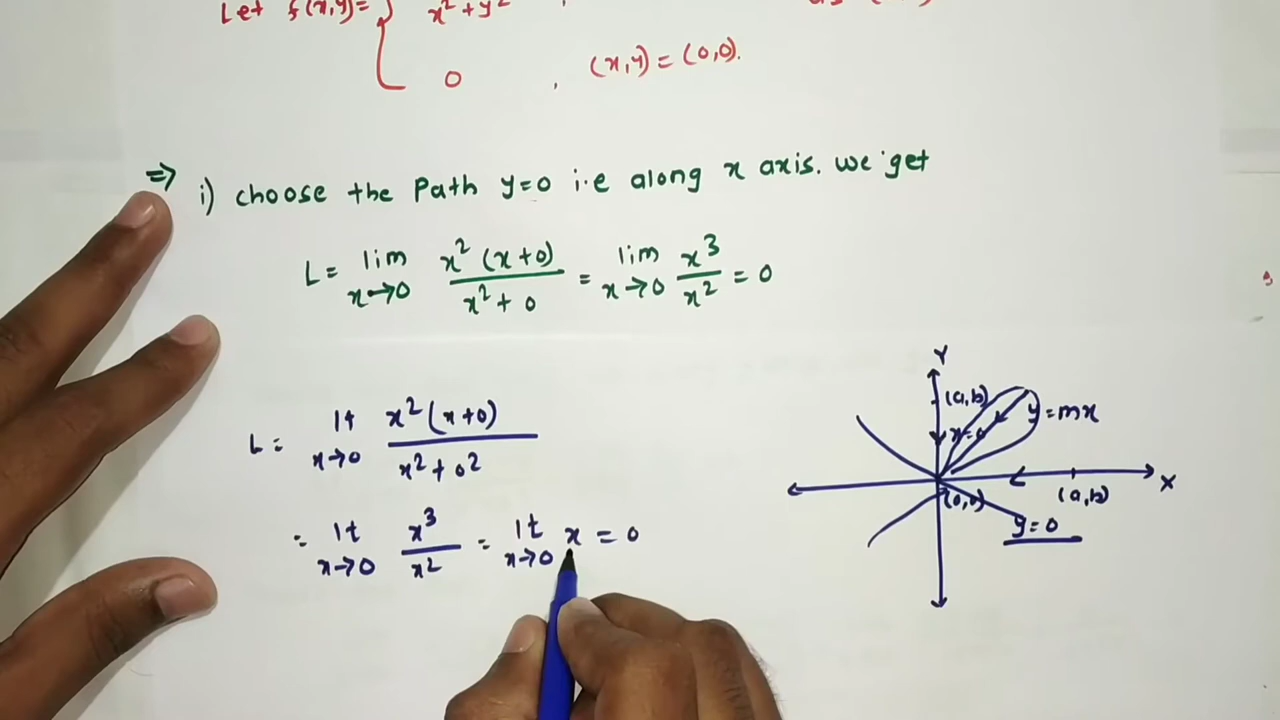 Let f(x,y)= x²+y² ,
0 , (x,y) = (0,0).
⇒ i) choose the Path y=0 i.e along x axis. we get
L = lim x→0 x²(x+0) / x²+0 = lim x→0 x³/x² = 0
L = lt x→0 x²(x+0) / x²+0²
= lt x→0 x³/x² = lt x→0 x = 0
Y
(a,b)
y=mx
x=0
X
(0,0)
(a,b)
y=0